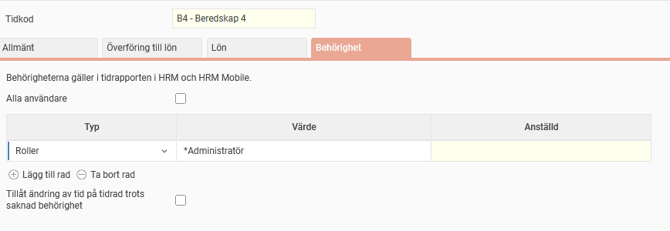 Tidkod
B4 - Beredskap 4
Allmänt
Överföring till lön
Lön
Behörighet
Behörigheterna gäller i tidrapporten i HRM och HRM Mobile.
Alla användare
Typ Värde Anställd
Roller *Administratör
Lägg till rad Ta bort rad
Tillåt ändring av tid på tidrad trots
saknad behörighet